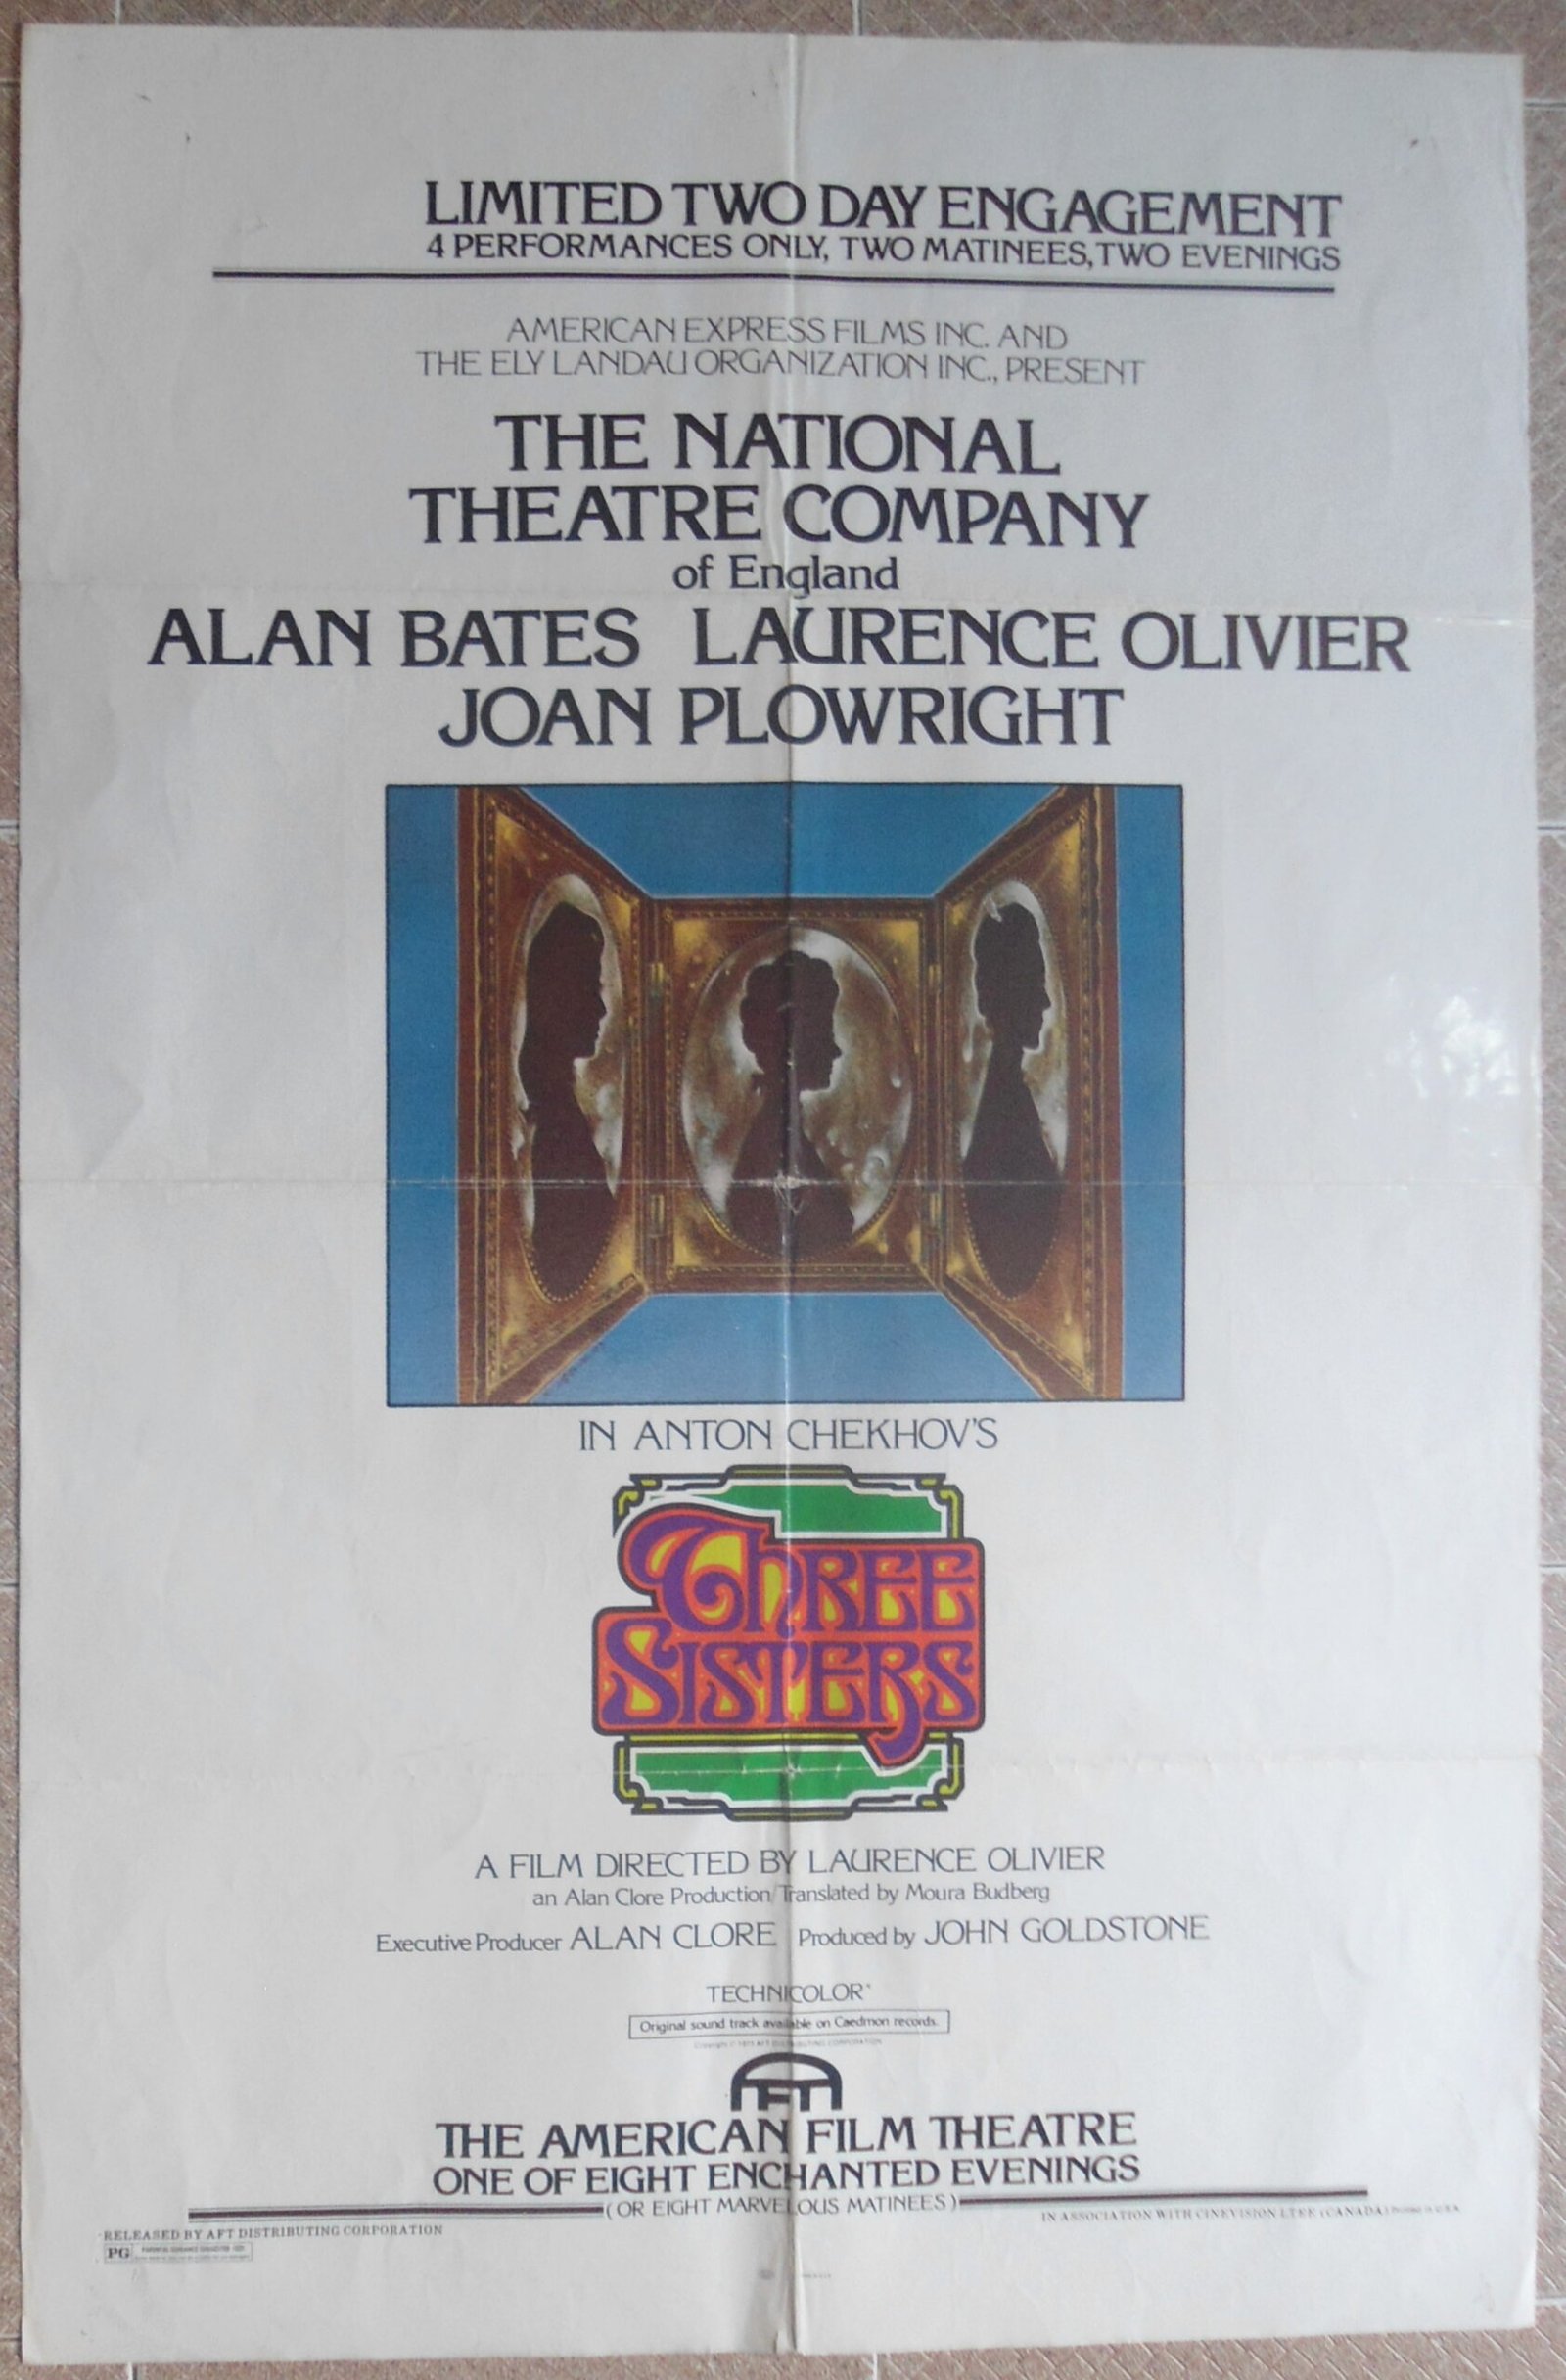 LIMITED TWO DAY ENGAGEMENT
4 PERFORMANCES ONLY, TWO MATINEES, TWO EVENINGS
AMERICAN EXPRESS FILMS INC. AND
THE ELY LANDAU ORGANIZATION INC., PRESENT
THE NATIONAL
THEATRE COMPANY
of England
ALAN BATES LAURENCE OLIVIER
JOAN PLOWRIGHT
IN ANTON CHEKHOV'S
THREE
SISTERS
A FILM DIRECTED BY LAURENCE OLIVIER
an Alan Clore Production/Translated by Moura Budberg
Executive Producer ALAN CLORE Produced by JOHN GOLDSTONE
TECHNICOLOR®
Original sound track available on Caedmon records.
AFT
THE AMERICAN FILM THEATRE
ONE OF EIGHT ENCHANTED EVENINGS
(OR EIGHT MARVELOUS MATINEES)
IN ASSOCIATION WITH CINEVISION LTEE (CANADA)
RELEASED BY AFT DISTRIBUTING CORPORATION
PG